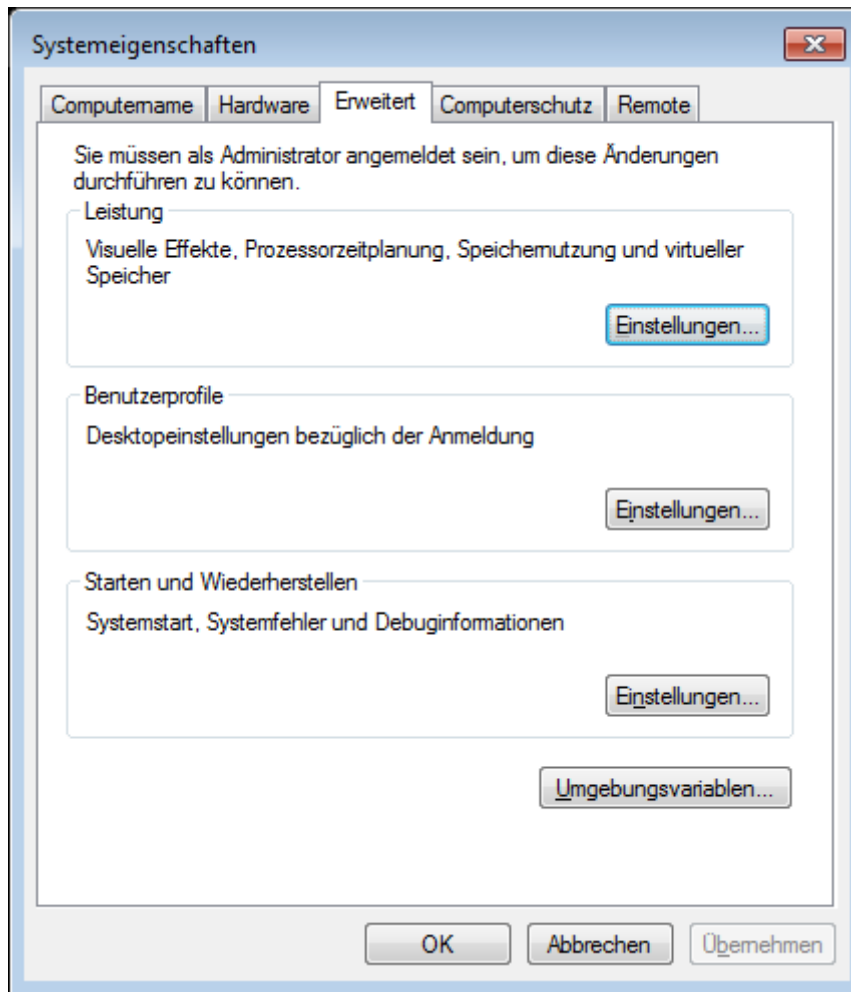 Systemeigenschaften
Computername Hardware Erweitert Computerschutz Remote
Sie müssen als Administrator angemeldet sein, um diese Änderungen
durchführen zu können.
Leistung
Visuelle Effekte, Prozessorzeitplanung, Speichernutzung und virtueller
Speicher
Einstellungen...
Benutzerprofile
Desktopeinstellungen bezüglich der Anmeldung
Einstellungen...
Starten und Wiederherstellen
Systemstart, Systemfehler und Debuginformationen
Einstellungen...
Umgebungsvariablen...
OK Abbrechen Übernehmen